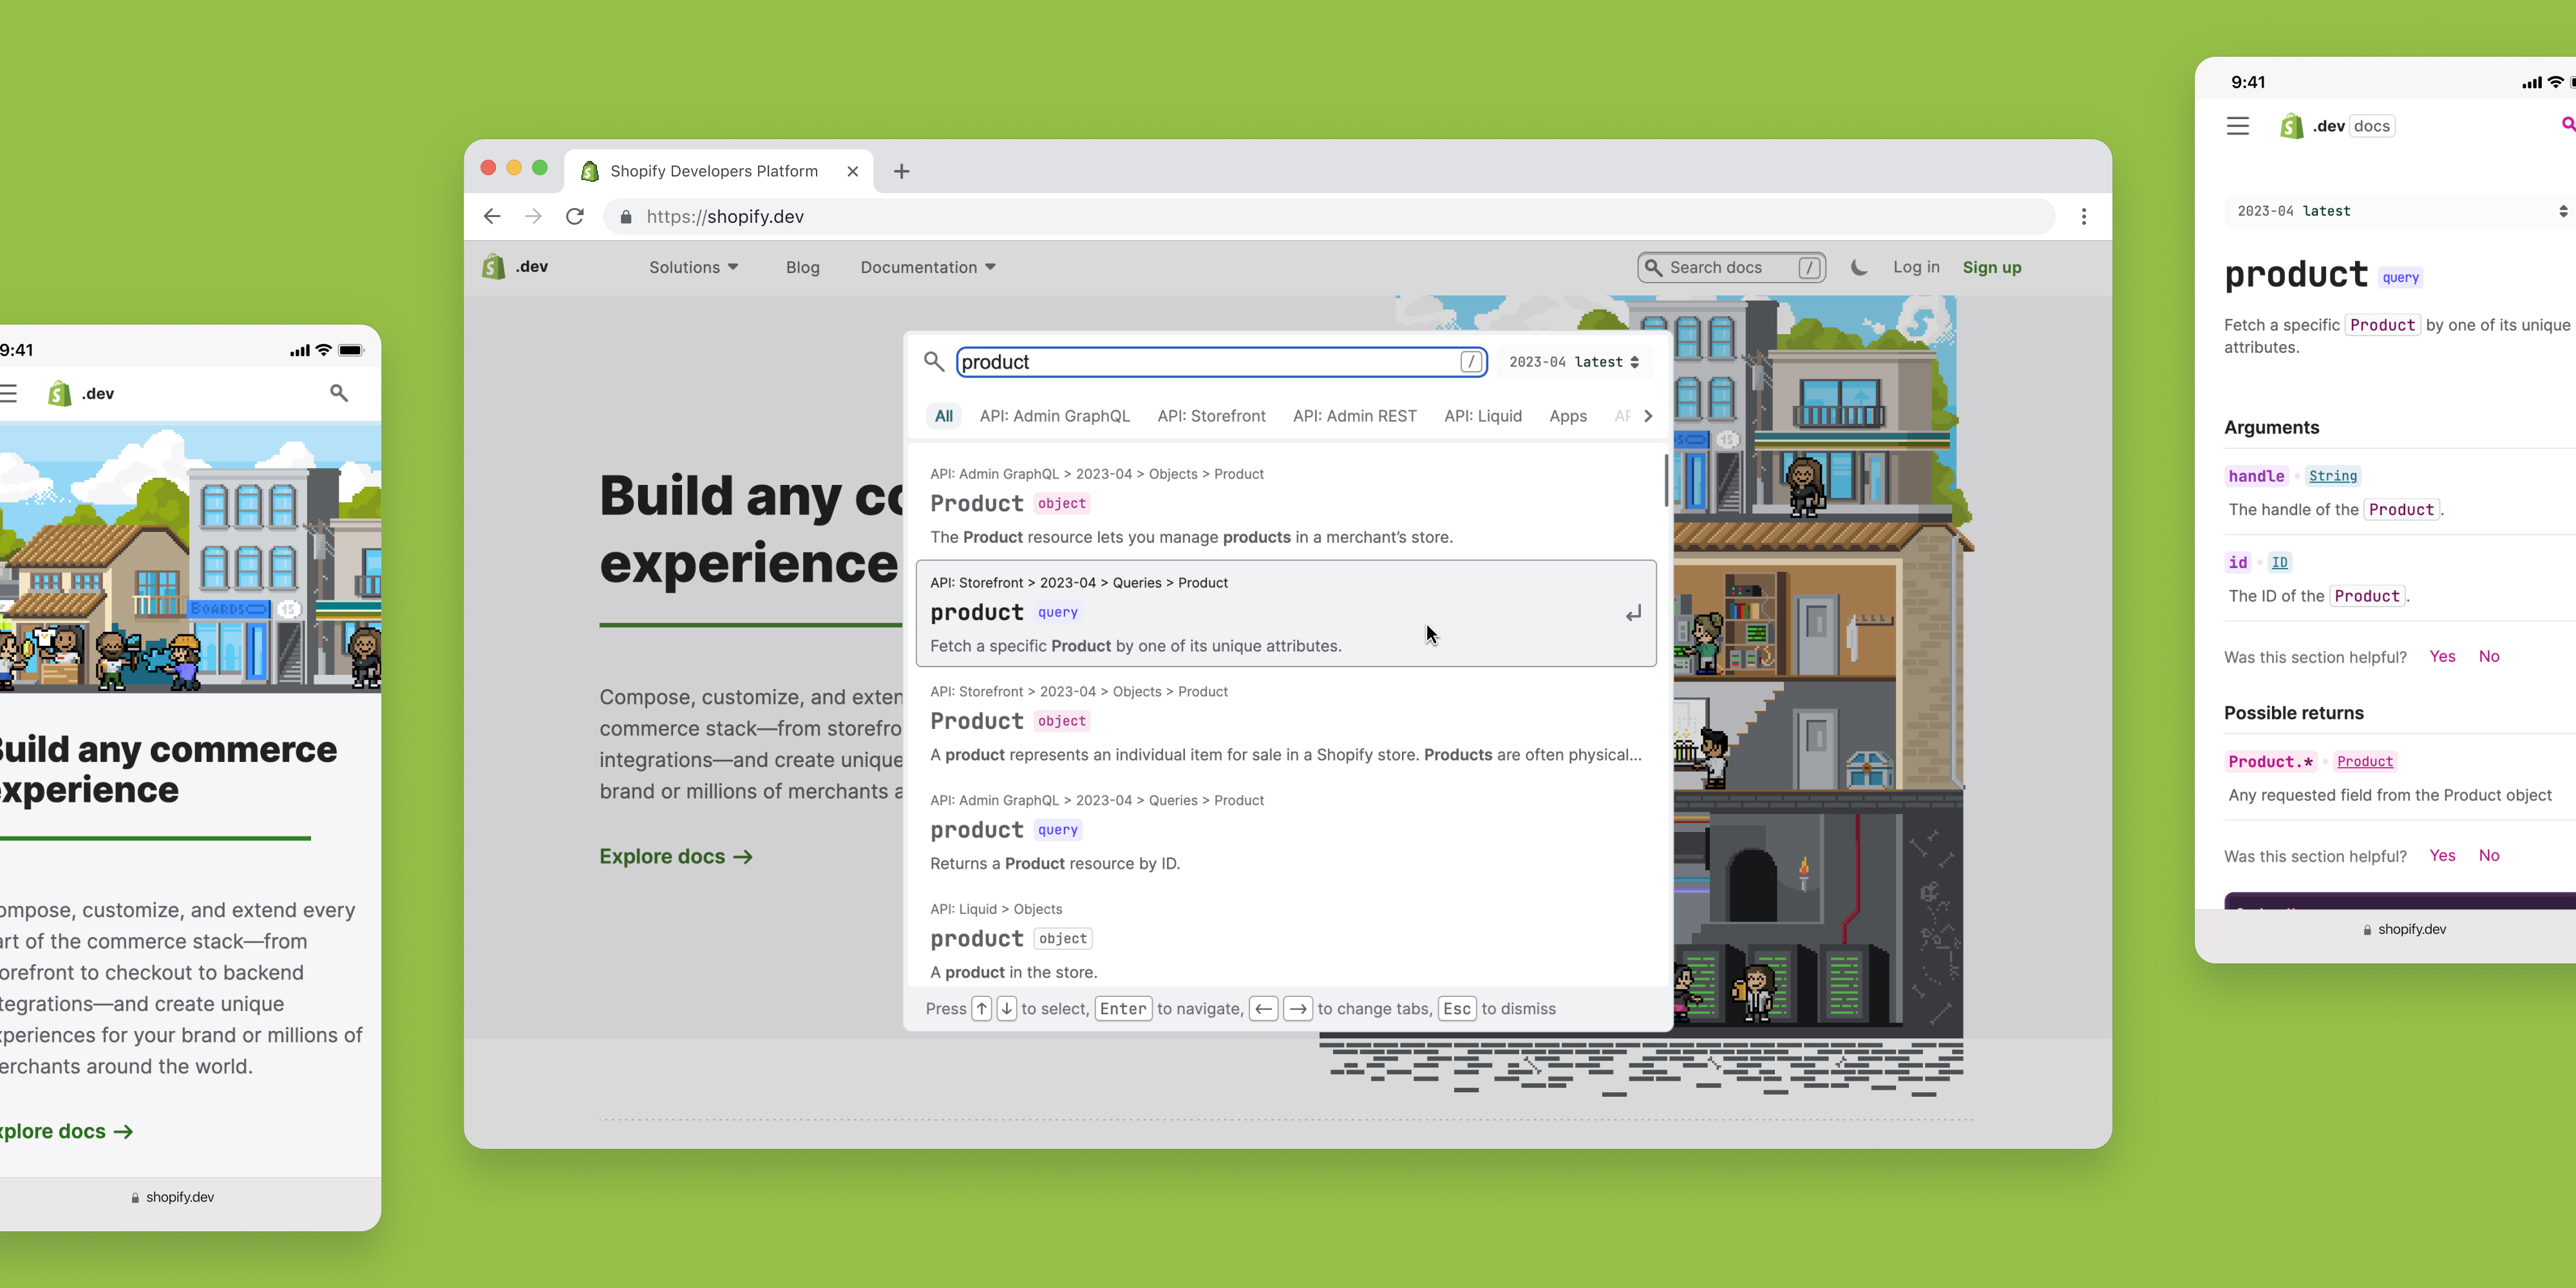 9:41
.dev
BOARDS
15
Build any commerce
experience
ompose, customize, and extend every
art of the commerce stack—from
orefront to checkout to backend
tegrations—and create unique
xperiences for your brand or millions of
erchants around the world.
xplore docs →
shopify.dev
Shopify Developers Platform
https://shopify.dev
.dev
Solutions
Blog
Documentation
Search docs /
Log in
Sign up
Build any co
experience
Compose, customize, and exten
commerce stack—from storefro
integrations—and create unique
brand or millions of merchants a
Explore docs →
15
product /
2023-04 latest
All API: Admin GraphQL API: Storefront API: Admin REST API: Liquid Apps AP
API: Admin GraphQL > 2023-04 > Objects > Product
Product object
The Product resource lets you manage products in a merchant’s store.
API: Storefront > 2023-04 > Queries > Product
product query
Fetch a specific Product by one of its unique attributes.
API: Storefront > 2023-04 > Objects > Product
Product object
A product represents an individual item for sale in a Shopify store. Products are often physical...
API: Admin GraphQL > 2023-04 > Queries > Product
product query
Returns a Product resource by ID.
API: Liquid > Objects
product object
A product in the store.
Press ↑ ↓ to select, Enter to navigate, ← → to change tabs, Esc to dismiss
9:41
.dev docs
2023-04 latest
product query
Fetch a specific Product by one of its unique
attributes.
Arguments
handle • String
The handle of the Product.
id • ID
The ID of the Product.
Was this section helpful? Yes No
Possible returns
Product.* • Product
Any requested field from the Product object
Was this section helpful? Yes No
shopify.dev